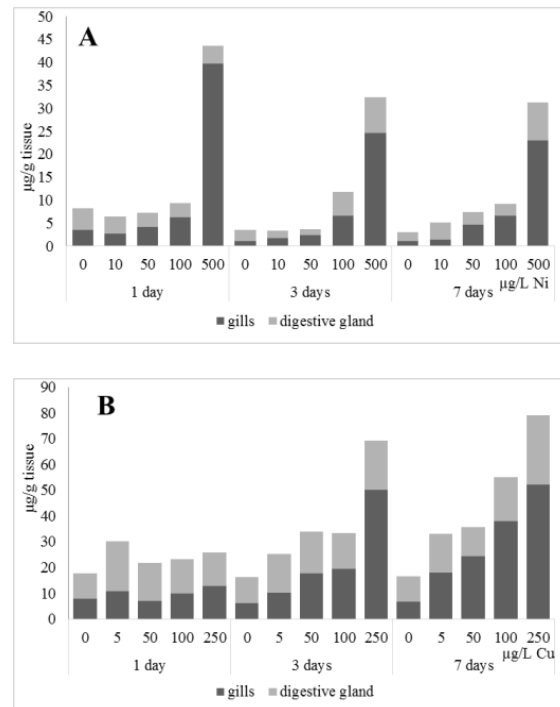 A
50
45
40
35
30
25
20
15
10
5
0
µg/g tissue
0 10 50 100 500 0 10 50 100 500 0 10 50 100 500
µg/L Ni
1 day 3 days 7 days
gills digestive gland
B
90
80
70
60
50
40
30
20
10
0
µg/g tissue
0 5 50 100 250 0 5 50 100 250 0 5 50 100 250
µg/L Cu
1 day 3 days 7 days
gills digestive gland